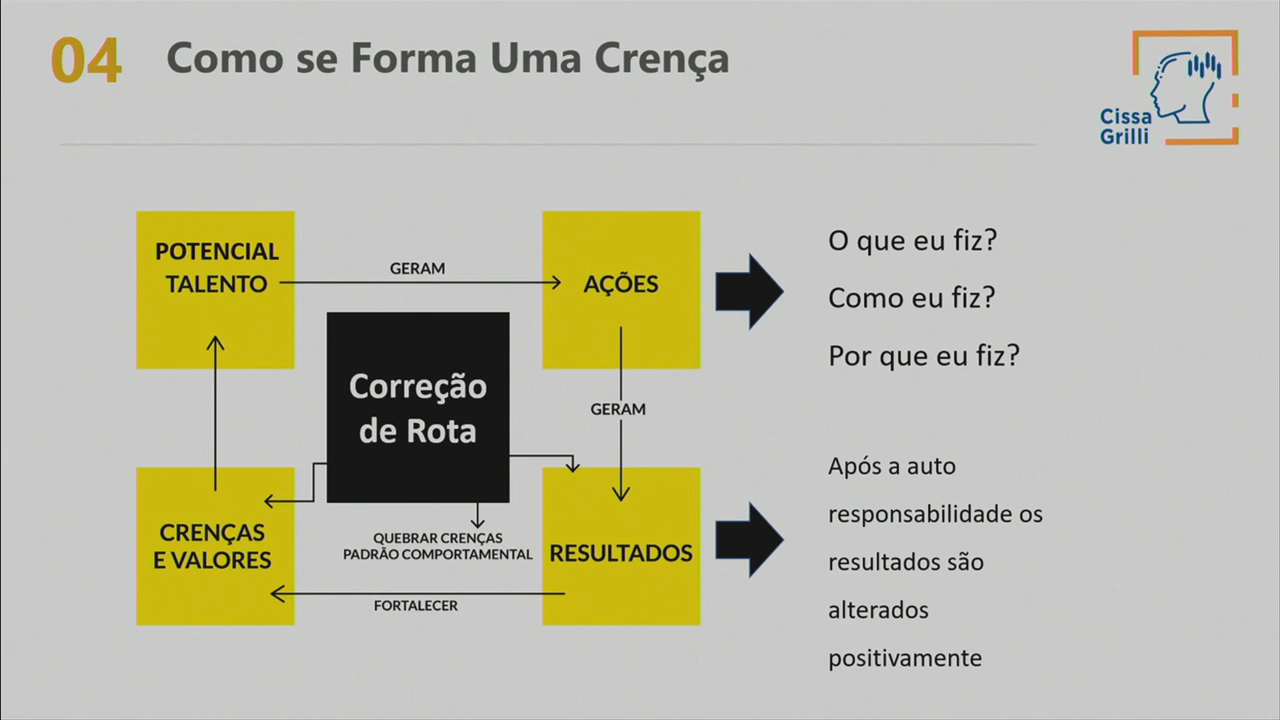 04 Como se Forma Uma Crença
Cissa
Grilli
POTENCIAL
TALENTO
GERAM
AÇÕES
O que eu fiz?
Como eu fiz?
Por que eu fiz?
Correção
de Rota
GERAM
CRENÇAS
E VALORES
QUEBRAR CRENÇAS
PADRÃO COMPORTAMENTAL
RESULTADOS
FORTALECER
Após a auto
responsabilidade os
resultados são
alterados
positivamente